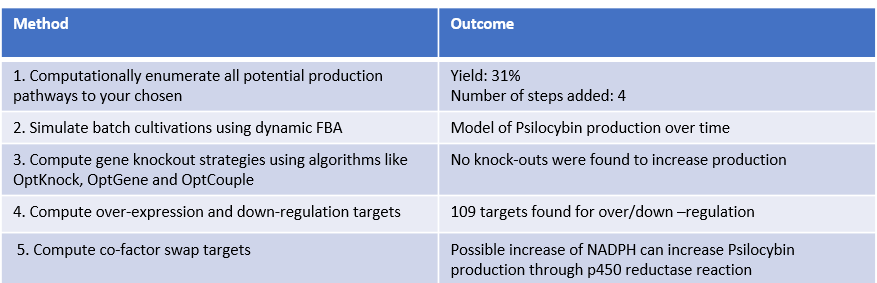 Method
Outcome
1. Computationally enumerate all potential production
pathways to your chosen
Yield: 31%
Number of steps added: 4
2. Simulate batch cultivations using dynamic FBA
Model of Psilocybin production over time
3. Compute gene knockout strategies using algorithms like
OptKnock, OptGene and OptCouple
No knock-outs were found to increase production
4. Compute over-expression and down-regulation targets
109 targets found for over/down –regulation
5. Compute co-factor swap targets
Possible increase of NADPH can increase Psilocybin
production through p450 reductase reaction